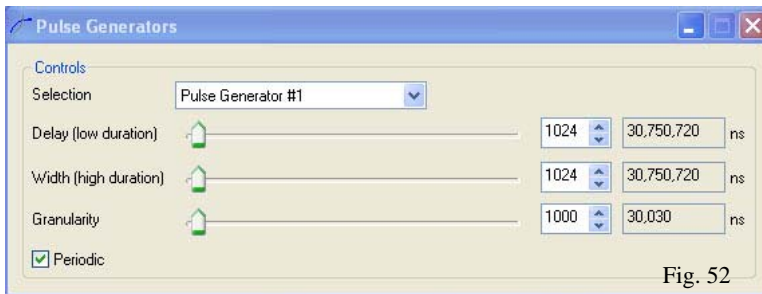 Pulse Generators
Controls
Selection Pulse Generator #1
Delay (low duration) 1024 30,750,720 ns
Width (high duration) 1024 30,750,720 ns
Granularity 1000 30,030 ns
Periodic
Fig. 52